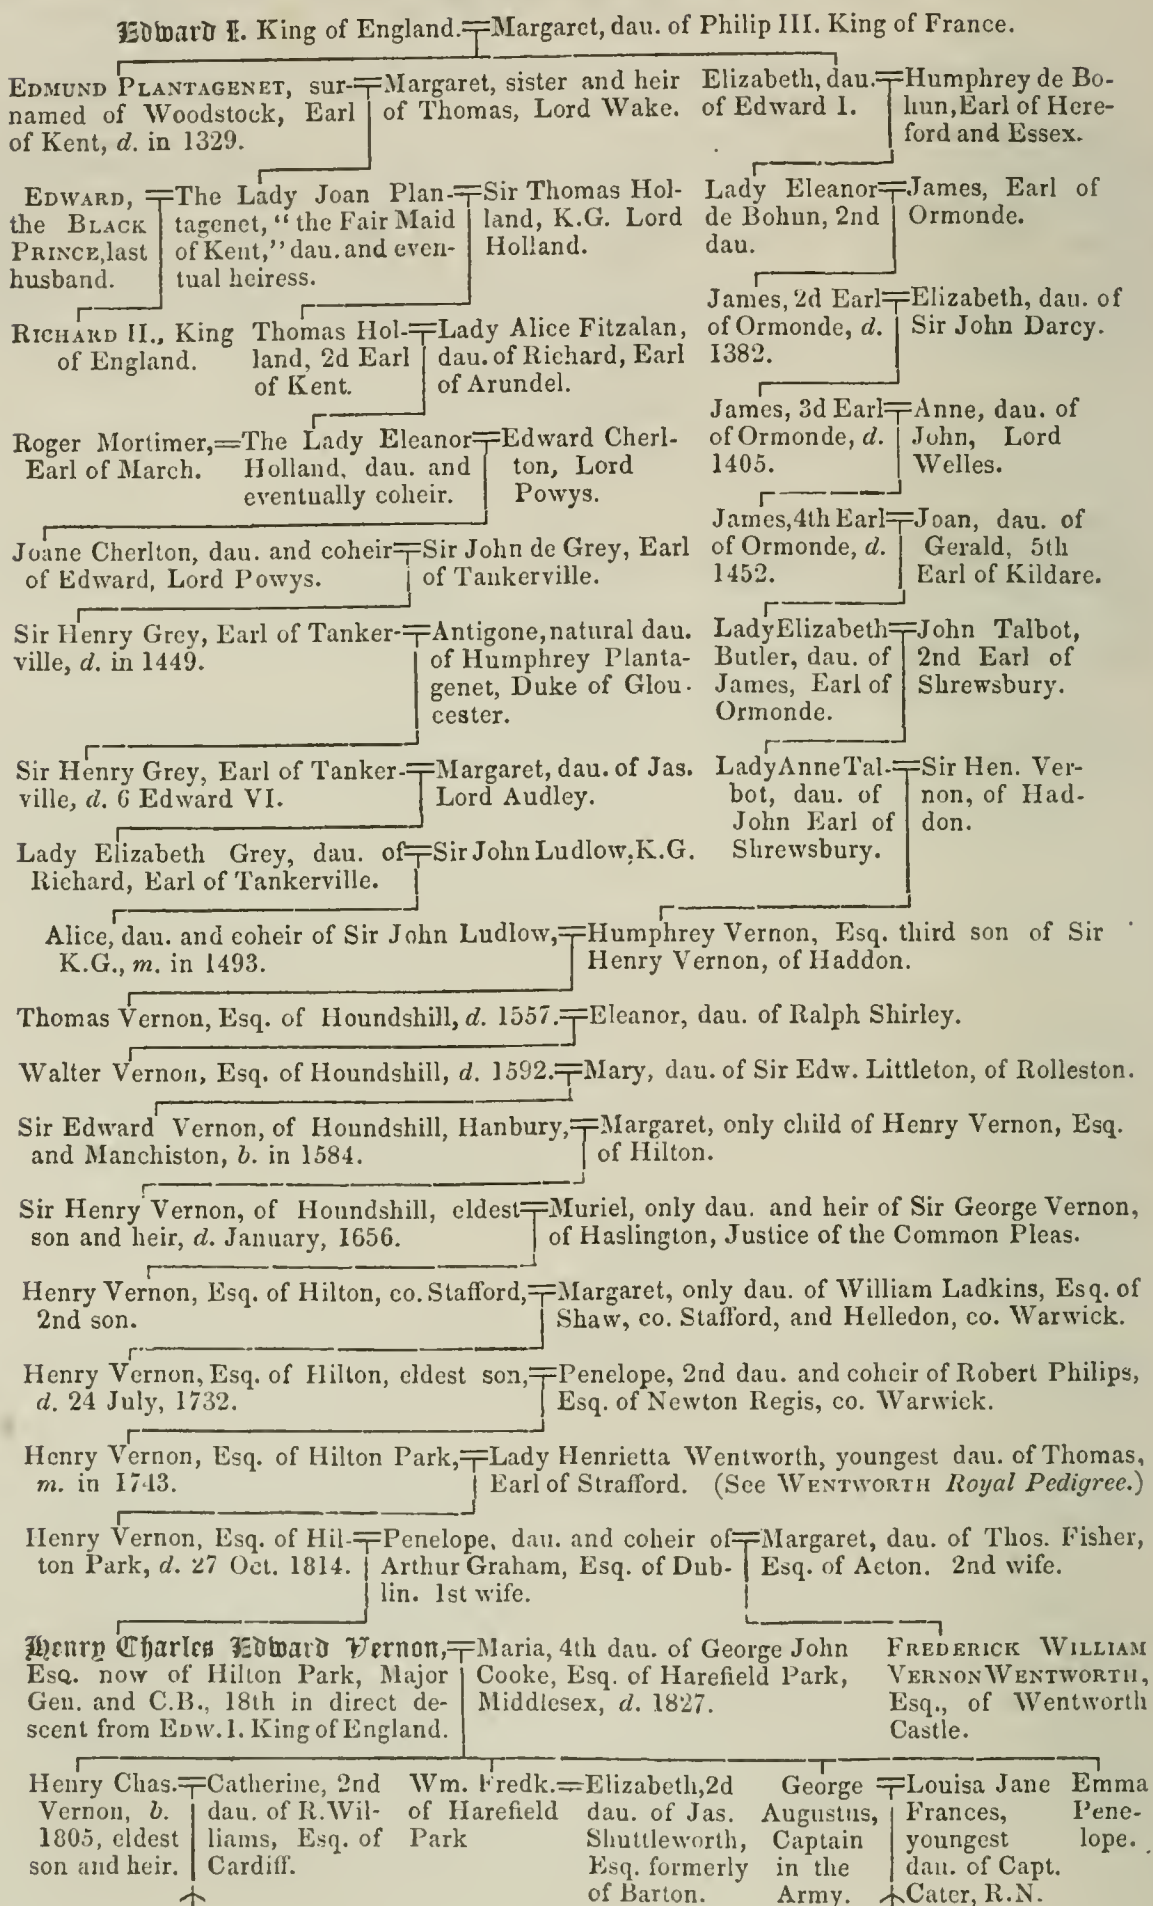 Edward I. King of England.=Margaret, dau. of Philip III. King of France.
EDMUND PLANTAGENET, sur-
named of Woodstock, Earl
of Kent, d. in 1329.
=Margaret, sister and heir
of Thomas, Lord Wake.
Elizabeth, dau.
of Edward I.
=Humphrey de Bo-
hun, Earl of Here-
ford and Essex.
EDWARD,
the BLACK
PRINCE, last
husband.
=The Lady Joan Plan-
tagenet, "the Fair Maid
of Kent," dau. and even-
tual heiress.
=Sir Thomas Hol-
land, K.G. Lord
Holland.
Lady Eleanor
de Bohun, 2nd
dau.
=James, Earl of
Ormonde.
RICHARD II., King
of England.
Thomas Hol-
land, 2d Earl
of Kent.
=Lady Alice Fitzalan,
dau. of Richard, Earl
of Arundel.
James, 2d Earl
of Ormonde, d.
1382.
=Elizabeth, dau. of
Sir John Darcy.
Roger Mortimer,
Earl of March.
=The Lady Eleanor
Holland, dau. and
eventually coheir.
=Edward Cherl-
ton, Lord
Powys.
James, 3d Earl
of Ormonde, d.
1405.
=Anne, dau. of
John, Lord
Welles.
Joane Cherlton, dau. and coheir
of Edward, Lord Powys.
=Sir John de Grey, Earl
of Tankerville.
James, 4th Earl
of Ormonde, d.
1452.
=Joan, dau. of
Gerald, 5th
Earl of Kildare.
Sir Henry Grey, Earl of Tanker-
ville, d. in 1449.
=Antigone, natural dau.
of Humphrey Planta-
genet, Duke of Glou-
cester.
Lady Elizabeth
Butler, dau. of
James, Earl of
Ormonde.
=John Talbot,
2nd Earl of
Shrewsbury.
Sir Henry Grey, Earl of Tanker-
ville, d. 6 Edward VI.
=Margaret, dau. of Jas.
Lord Audley.
Lady Anne Tal-
bot, dau. of
John Earl of
Shrewsbury.
=Sir Hen. Ver-
non, of Had-
don.
Lady Elizabeth Grey, dau. of
Richard, Earl of Tankerville.
=Sir John Ludlow, K.G.
Alice, dau. and coheir of Sir John Ludlow,
K.G., m. in 1493.
=Humphrey Vernon, Esq. third son of Sir
Henry Vernon, of Haddon.
Thomas Vernon, Esq. of Houndshill, d. 1557.=Eleanor, dau. of Ralph Shirley.
Walter Vernon, Esq. of Houndshill, d. 1592.=Mary, dau. of Sir Edw. Littleton, of Rolleston.
Sir Edward Vernon, of Houndshill, Hanbury,
and Manchiston, b. in 1584.
=Margaret, only child of Henry Vernon, Esq.
of Hilton.
Sir Henry Vernon, of Houndshill, eldest
son and heir, d. January, 1656.
=Muriel, only dau. and heir of Sir George Vernon,
of Haslington, Justice of the Common Pleas.
Henry Vernon, Esq. of Hilton, co. Stafford,
2nd son.
=Margaret, only dau. of William Ladkins, Esq. of
Shaw, co. Stafford, and Helledon, co. Warwick.
Henry Vernon, Esq. of Hilton, eldest son,
d. 24 July, 1732.
=Penelope, 2nd dau. and coheir of Robert Philips,
Esq. of Newton Regis, co. Warwick.
Henry Vernon, Esq. of Hilton Park,
m. in 1743.
=Lady Henrietta Wentworth, youngest dau. of Thomas,
Earl of Strafford. (See WENTWORTH Royal Pedigree.)
Henry Vernon, Esq. of Hil-
ton Park, d. 27 Oct. 1814.
=Penelope, dau. and coheir of
Arthur Graham, Esq. of Dub-
lin. 1st wife.
=Margaret, dau. of Thos. Fisher,
Esq. of Acton. 2nd wife.
Henry Charles Edward Vernon,
Esq. now of Hilton Park, Major
Gen. and C.B., 18th in direct de-
scent from EDW. I. King of England.
=Maria, 4th dau. of George John
Cooke, Esq. of Harefield Park,
Middlesex, d. 1827.
FREDERICK WILLIAM
VERNON WENTWORTH,
Esq., of Wentworth
Castle.
Henry Chas.
Vernon, b.
1805, eldest
son and heir.
=Catherine, 2nd
dau. of R. Wil-
liams, Esq. of
Cardiff.
Wm. Fredk.
of Harefield
Park
=Elizabeth, 2d
dau. of Jas.
Shuttleworth,
Esq. formerly
of Barton.
George
Augustus,
Captain
in the
Army.
=Louisa Jane
Frances,
youngest
dau. of Capt.
Cater, R.N.
Emma
Pene-
lope.